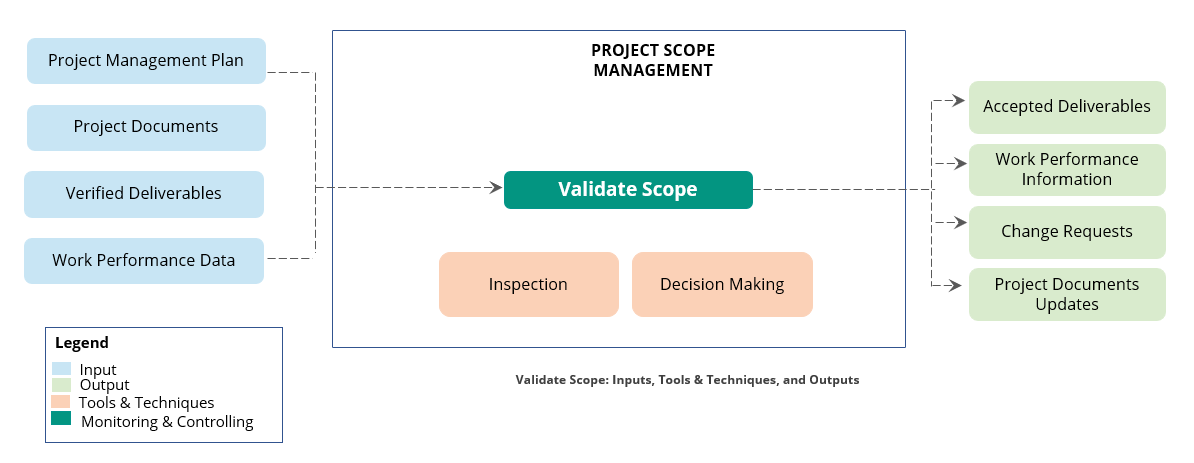 Project Management Plan
Project Documents
Verified Deliverables
Work Performance Data
PROJECT SCOPE
MANAGEMENT
Validate Scope
Inspection
Decision Making
Accepted Deliverables
Work Performance
Information
Change Requests
Project Documents
Updates
Legend
Input
Output
Tools & Techniques
Monitoring & Controlling
Validate Scope: Inputs, Tools & Techniques, and Outputs